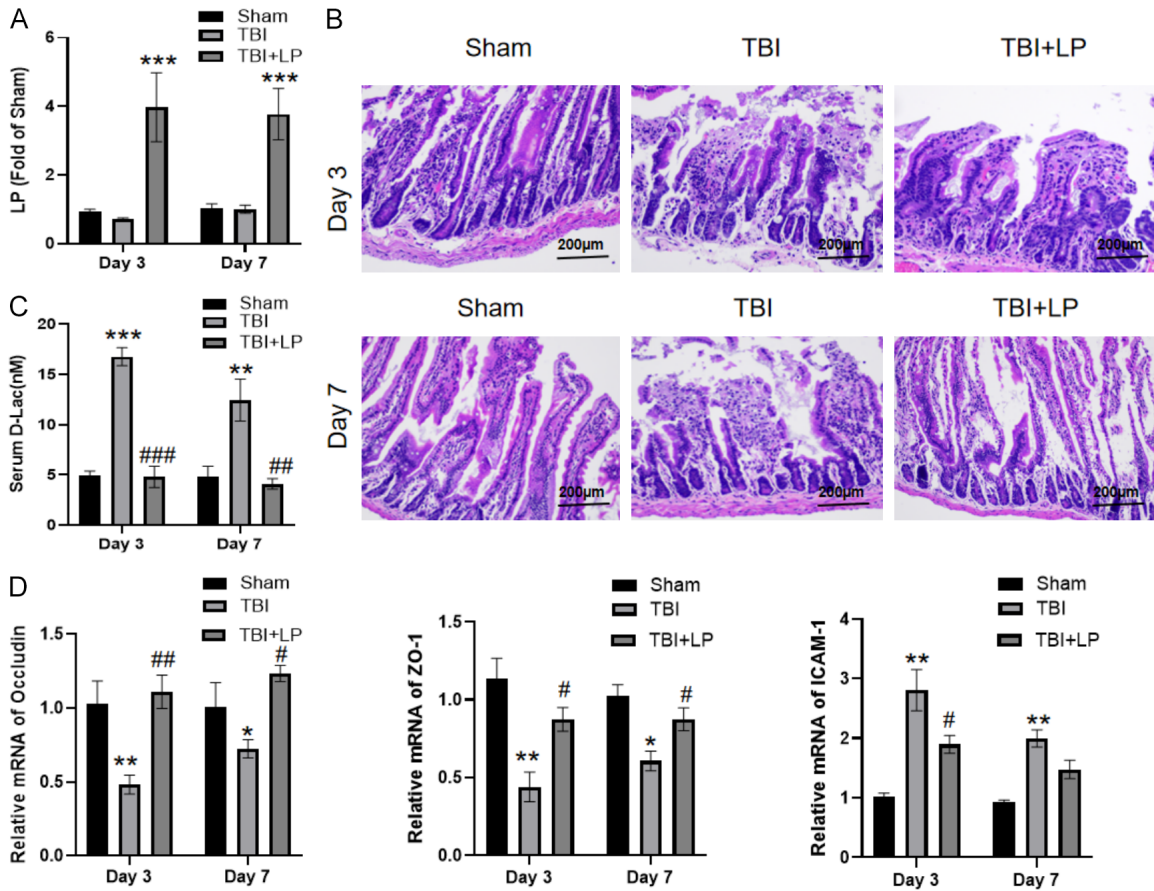 A
Sham
TBI
TBI+LP
LP (Fold of Sham)
6
4
2
0
***
***
Day 3
Day 7
B
Sham
TBI
TBI+LP
Day 3
200µm
200µm
200µm
Sham
TBI
TBI+LP
Day 7
200µm
200µm
200µm
C
Sham
TBI
TBI+LP
Serum D-Lac(nM)
20
15
10
5
0
***
###
**
##
Day 3
Day 7
D
Sham
TBI
TBI+LP
Relative mRNA of Occludin
1.5
1.0
0.5
0.0
**
##
*
#
Day 3
Day 7
Sham
TBI
TBI+LP
Relative mRNA of ZO-1
1.5
1.0
0.5
0.0
**
#
*
#
Day 3
Day 7
Sham
TBI
TBI+LP
Relative mRNA of ICAM-1
4
3
2
1
0
**
#
**
Day 3
Day 7